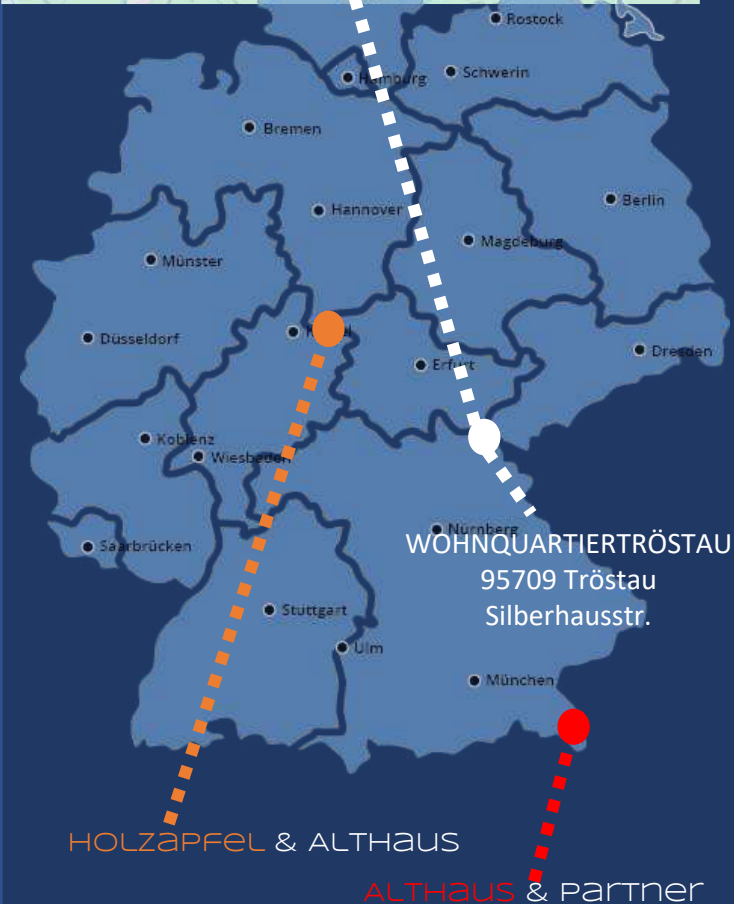 Rostock
Hamburg
Schwerin
Bremen
Berlin
Hannover
Magdeburg
Münster
Düsseldorf
Dresden
Erfurt
Koblenz
Wiesbaden
Nürnberg
WOHNQUARTIERTRÖSTAU
95709 Tröstau
Silberhausstr.
Saarbrücken
Stuttgart
Ulm
München
HOLZAPFEL & ALTHAUS
ALTHAUS & Partner